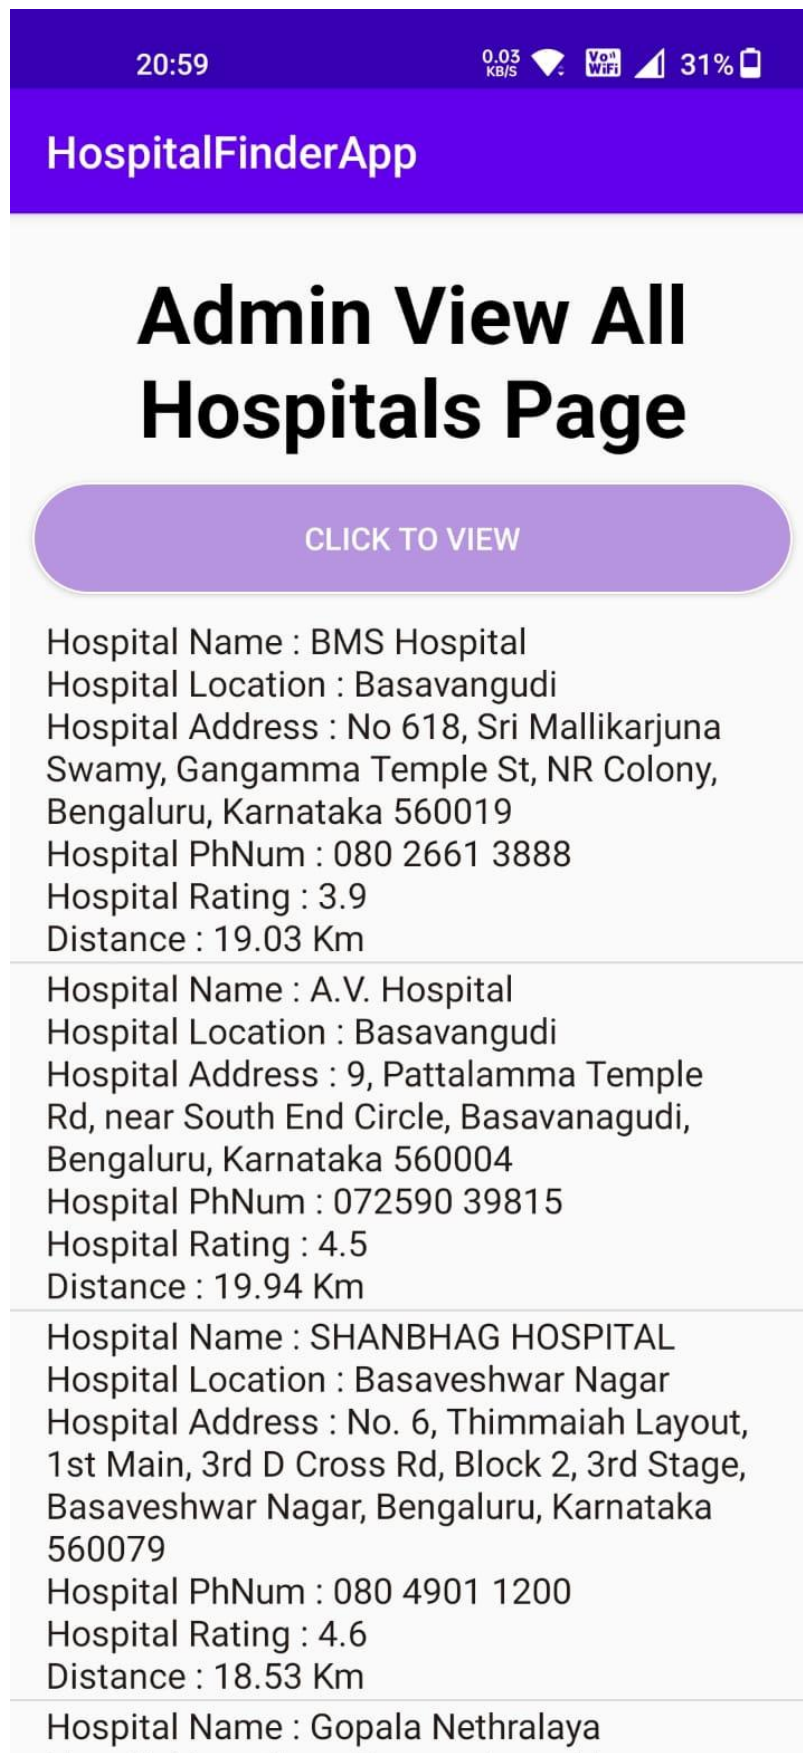 20:59
0.03 KB/S Vo WiFi 31%
HospitalFinderApp
Admin View All
Hospitals Page
CLICK TO VIEW
Hospital Name : BMS Hospital
Hospital Location : Basavangudi
Hospital Address : No 618, Sri Mallikarjuna
Swamy, Gangamma Temple St, NR Colony,
Bengaluru, Karnataka 560019
Hospital PhNum : 080 2661 3888
Hospital Rating : 3.9
Distance : 19.03 Km
Hospital Name : A.V. Hospital
Hospital Location : Basavangudi
Hospital Address : 9, Pattalamma Temple
Rd, near South End Circle, Basavanagudi,
Bengaluru, Karnataka 560004
Hospital PhNum : 072590 39815
Hospital Rating : 4.5
Distance : 19.94 Km
Hospital Name : SHANBHAG HOSPITAL
Hospital Location : Basaveshwar Nagar
Hospital Address : No. 6, Thimmaiah Layout,
1st Main, 3rd D Cross Rd, Block 2, 3rd Stage,
Basaveshwar Nagar, Bengaluru, Karnataka
560079
Hospital PhNum : 080 4901 1200
Hospital Rating : 4.6
Distance : 18.53 Km
Hospital Name : Gopala Nethralaya